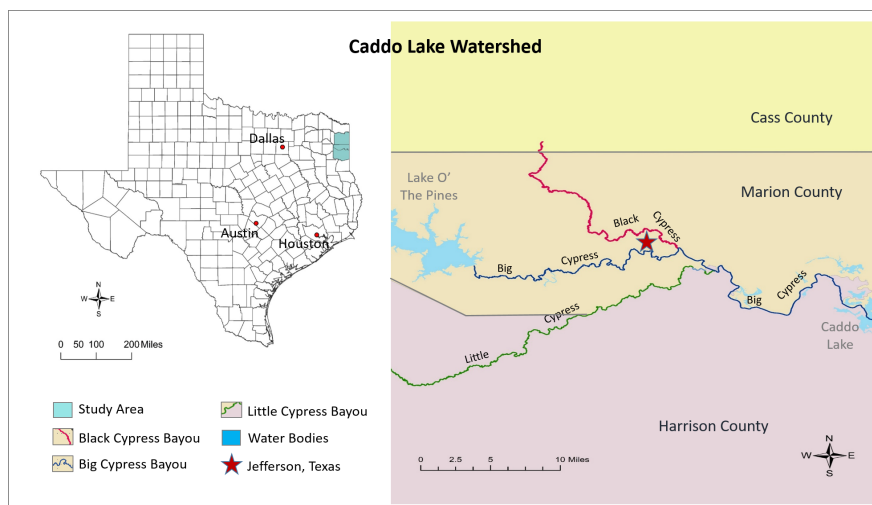 Caddo Lake Watershed
Dallas
Austin
Houston
N
W E
S
0 50 100 200 Miles
Study Area
Black Cypress Bayou
Big Cypress Bayou
Little Cypress Bayou
Water Bodies
Jefferson, Texas
Cass County
Marion County
Lake O'
The Pines
Black Cypress
Big Cypress
Big Cypress
Little Cypress
Caddo
Lake
Harrison County
0 2.5 5 10 Miles
N
W E
S